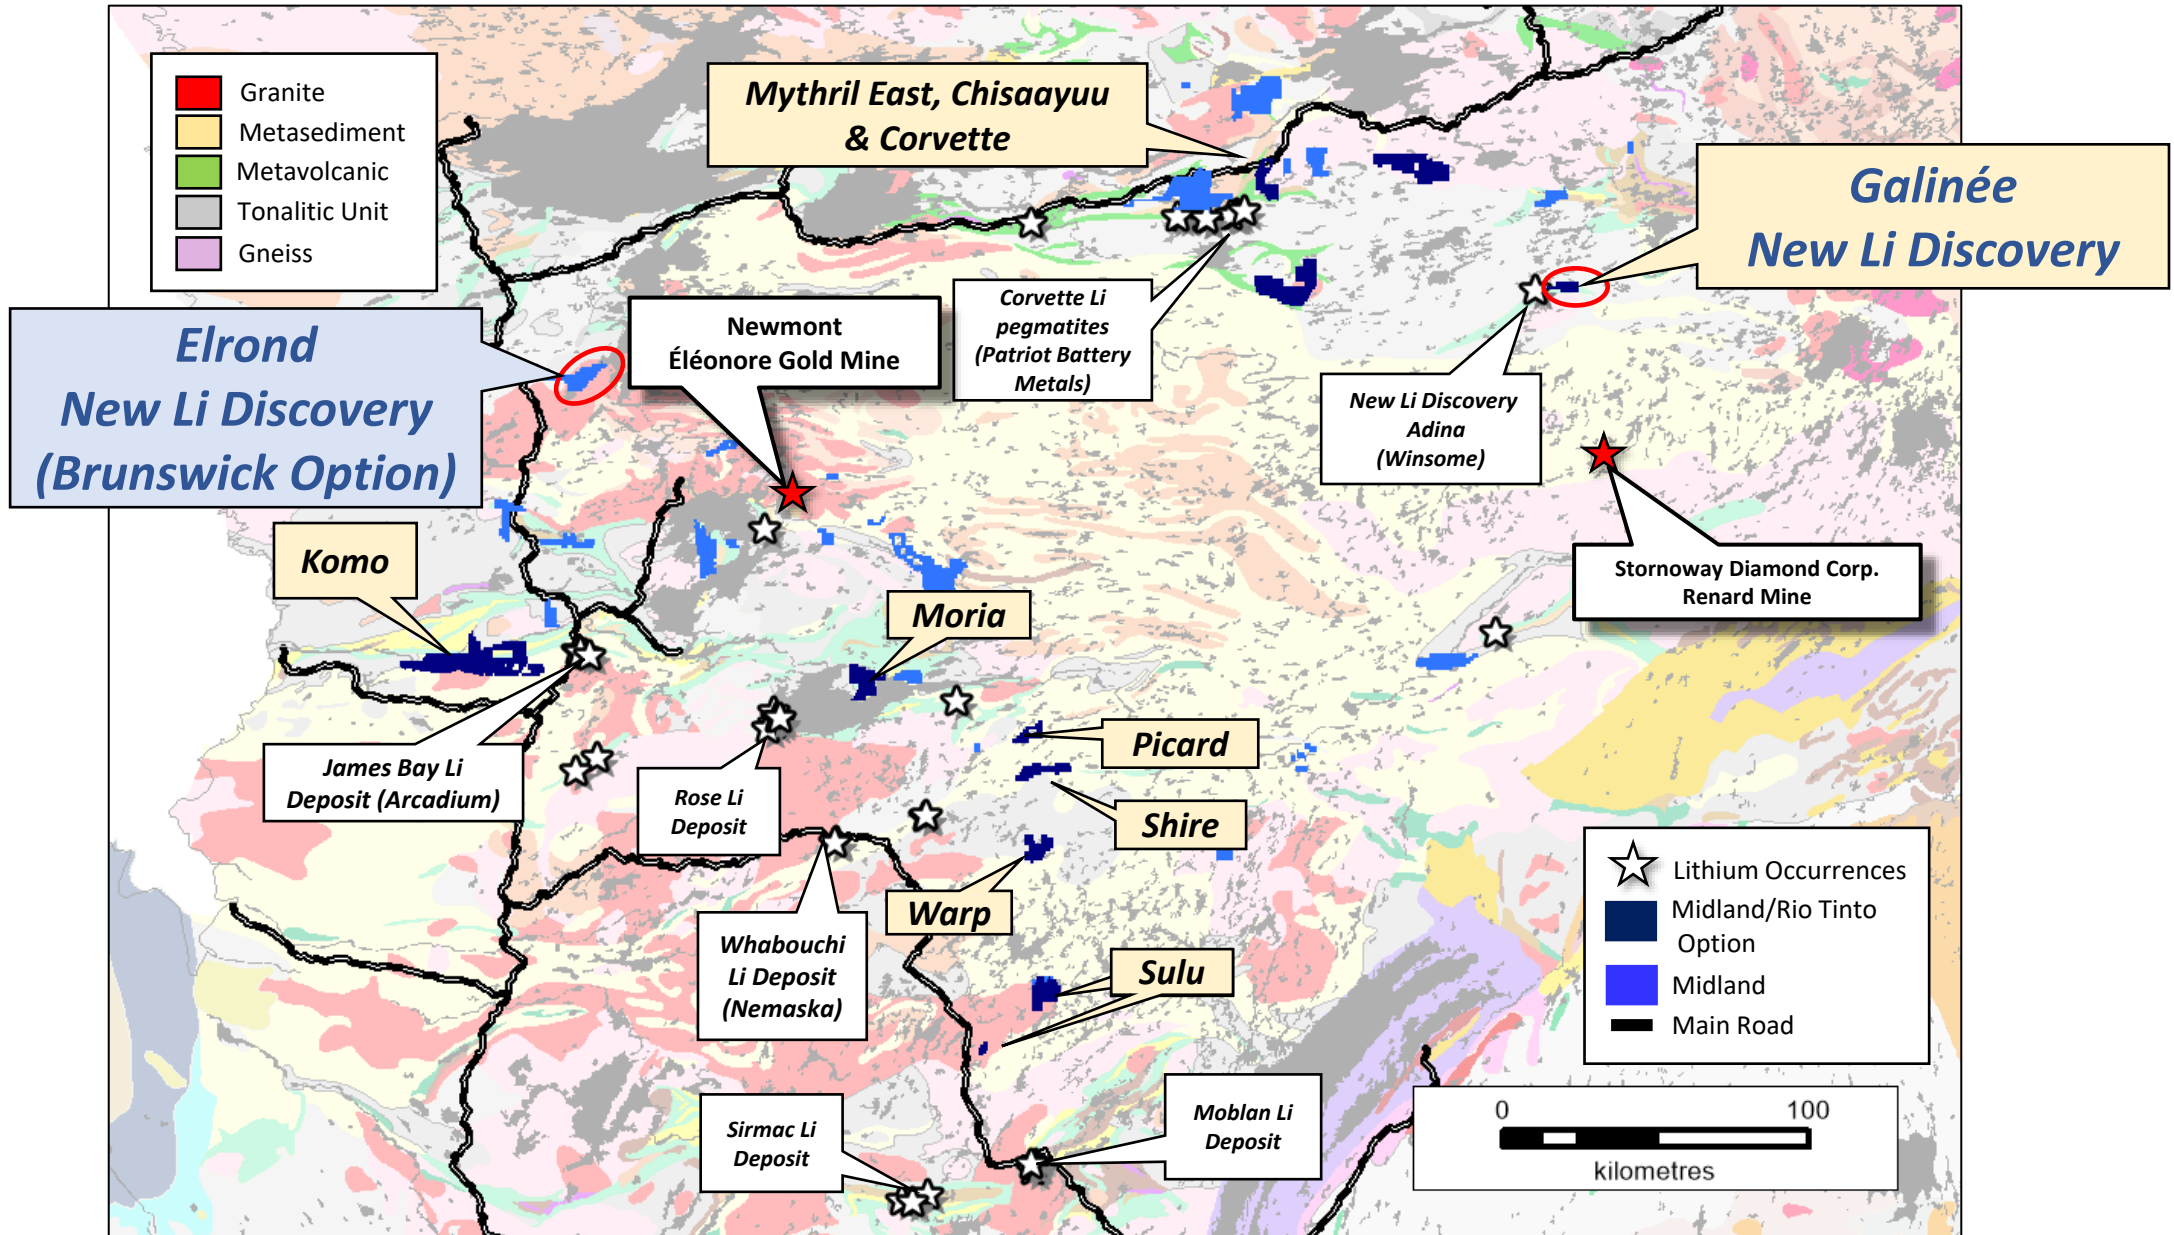 Granite
Metasediment
Metavolcanic
Tonalitic Unit
Gneiss
Mythril East, Chisaayuu
& Corvette
Galinée
New Li Discovery
Elrond
New Li Discovery
(Brunswick Option)
Newmont
Éléonore Gold Mine
Corvette Li
pegmatites
(Patriot Battery
Metals)
New Li Discovery
Adina
(Winsome)
Stornoway Diamond Corp.
Renard Mine
Komo
Moria
James Bay Li
Deposit (Arcadium)
Rose Li
Deposit
Picard
Shire
Warp
Whabouchi
Li Deposit
(Nemaska)
Sulu
Sirmac Li
Deposit
Moblan Li
Deposit
Lithium Occurrences
Midland/Rio Tinto
Option
Midland
Main Road
0 100
kilometres